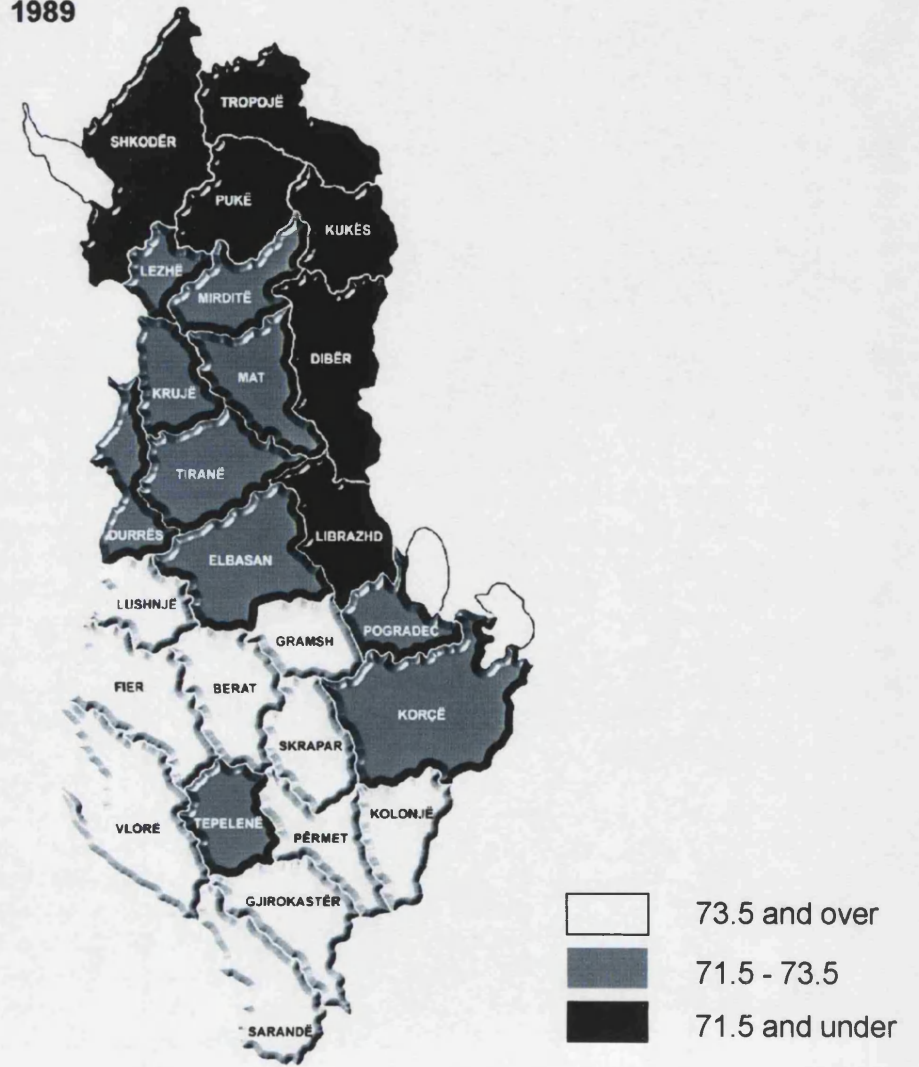 1989
TROPOJË
SHKODËR
PUKË
KUKËS
LEZHË
MIRDITË
DIBËR
MAT
KRUJË
TIRANË
DURRËS
LIBRAZHD
ELBASAN
LUSHNJË
POGRADEC
GRAMSH
FIER
BERAT
KORÇË
SKRAPAR
KOLONJË
VLORË
TEPELENË
PËRMET
GJIROKASTËR
SARANDË
73.5 and over
71.5 - 73.5
71.5 and under